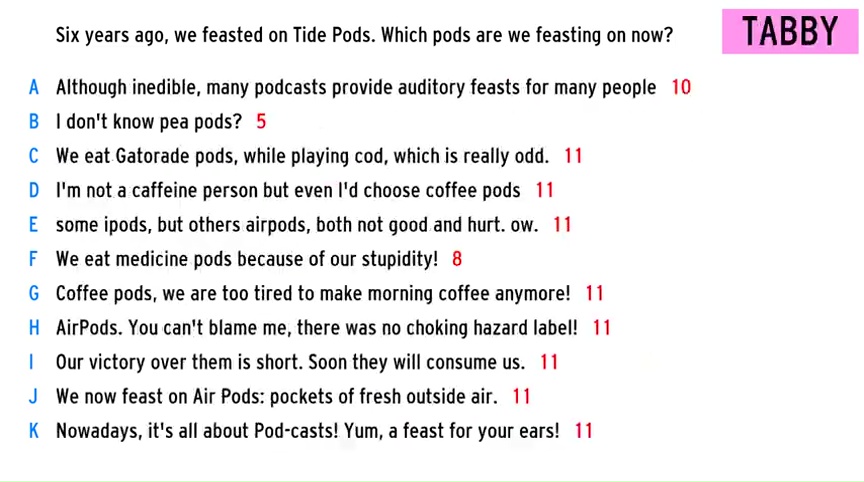 Six years ago, we feasted on Tide Pods. Which pods are we feasting on now?
TABBY
A Although inedible, many podcasts provide auditory feasts for many people 10
B I don't know pea pods? 5
C We eat Gatorade pods, while playing cod, which is really odd. 11
D I'm not a caffeine person but even I'd choose coffee pods 11
E some ipods, but others airpods, both not good and hurt. ow. 11
F We eat medicine pods because of our stupidity! 8
G Coffee pods, we are too tired to make morning coffee anymore! 11
H AirPods. You can't blame me, there was no choking hazard label! 11
I Our victory over them is short. Soon they will consume us. 11
J We now feast on Air Pods: pockets of fresh outside air. 11
K Nowadays, it's all about Pod-casts! Yum, a feast for your ears! 11